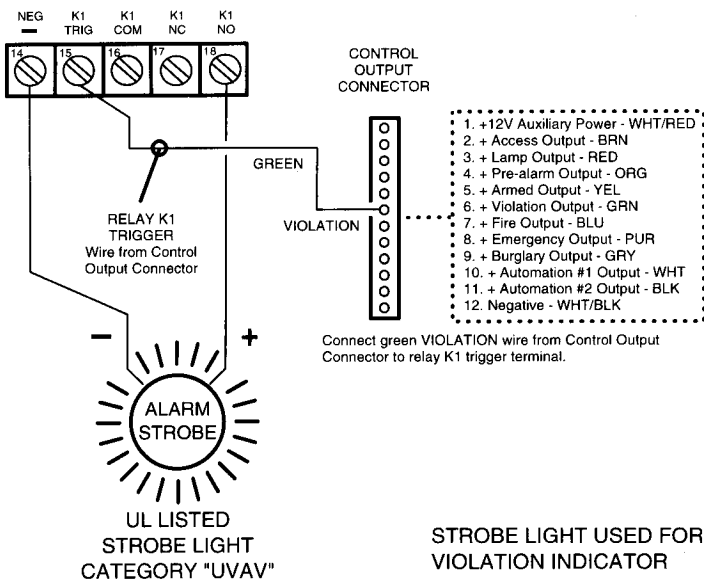 NEG K1 K1 K1 K1
— TRIG COM NC NO
14 15 16 17 18
CONTROL
OUTPUT
CONNECTOR
1. +12V Auxiliary Power - WHT/RED
2. + Access Output - BRN
3. + Lamp Output - RED
4. + Pre-alarm Output - ORG
5. + Armed Output - YEL
6. + Violation Output - GRN
7. + Fire Output - BLU
8. + Emergency Output - PUR
9. + Burglary Output - GRY
10. + Automation #1 Output - WHT
11. + Automation #2 Output - BLK
12. Negative - WHT/BLK
GREEN
VIOLATION
RELAY K1
TRIGGER
Wire from Control
Output Connector
Connect green VIOLATION wire from Control Output
Connector to relay K1 trigger terminal.
— +
ALARM
STROBE
UL LISTED
STROBE LIGHT
CATEGORY "UVAV"
STROBE LIGHT USED FOR
VIOLATION INDICATOR